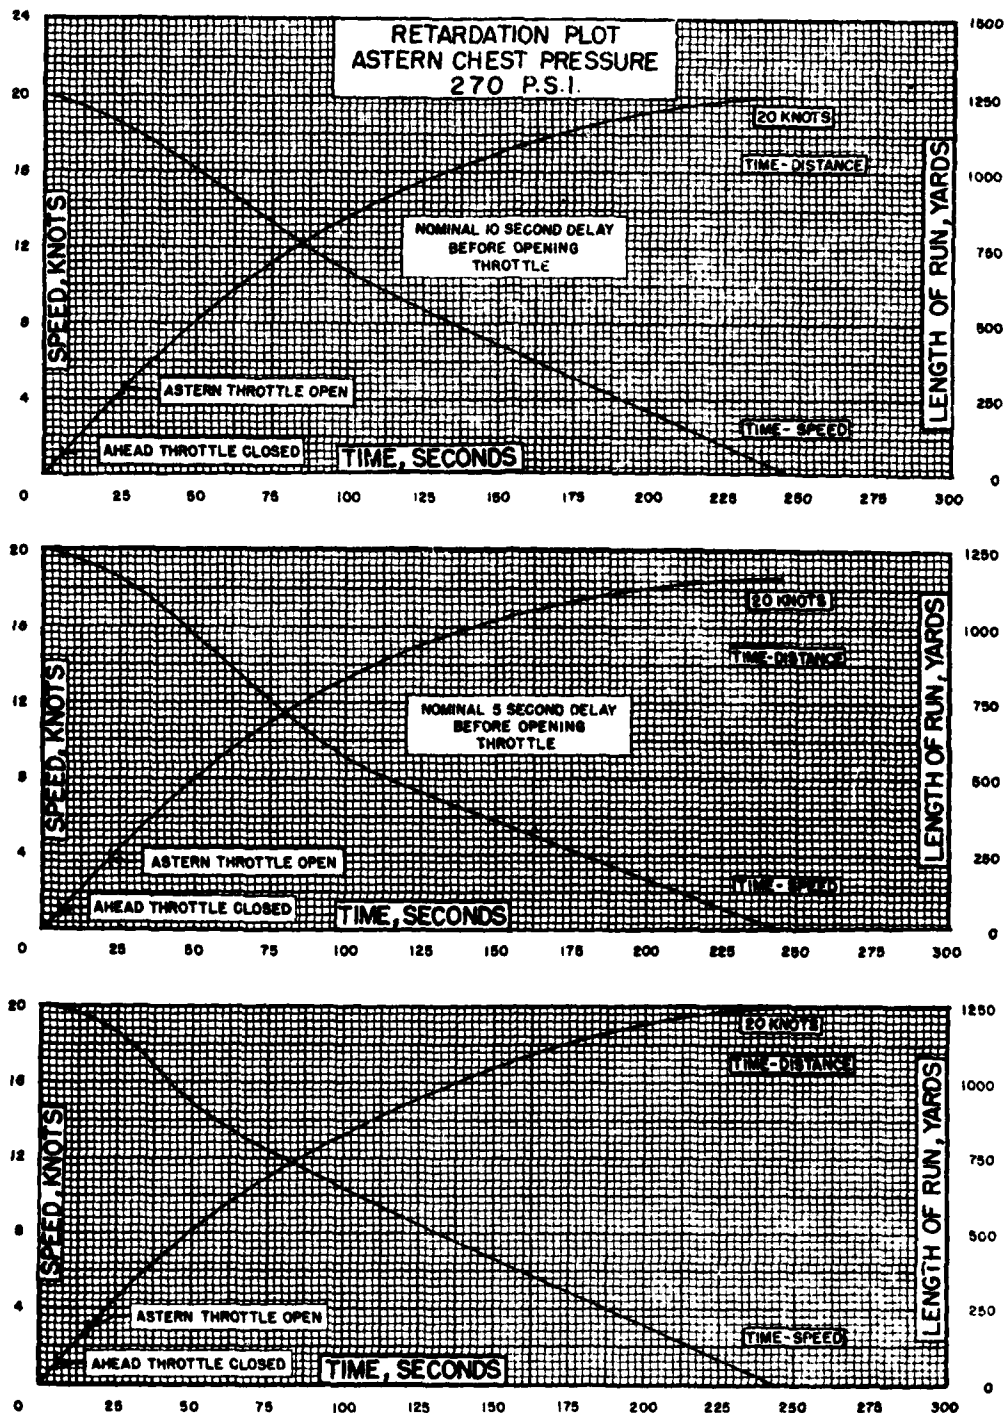 RETARDATION PLOT
ASTERN CHEST PRESSURE
270 P.S.I.
24
20
16
12
8
4
0
SPEED, KNOTS
1500
1250
1000
750
500
250
0
LENGTH OF RUN, YARDS
20 KNOTS
TIME-DISTANCE
NOMINAL 10 SECOND DELAY
BEFORE OPENING
THROTTLE
ASTERN THROTTLE OPEN
AHEAD THROTTLE CLOSED
TIME, SECONDS
TIME-SPEED
25 50 75 100 125 150 175 200 225 250 275 300
20
16
12
8
4
0
SPEED, KNOTS
1250
1000
750
500
250
0
LENGTH OF RUN, YARDS
20 KNOTS
TIME-DISTANCE
NOMINAL 5 SECOND DELAY
BEFORE OPENING
THROTTLE
ASTERN THROTTLE OPEN
AHEAD THROTTLE CLOSED
TIME, SECONDS
TIME-SPEED
25 50 75 100 125 150 175 200 225 250 275 300
20
16
12
8
4
0
SPEED, KNOTS
1250
1000
750
500
250
0
LENGTH OF RUN, YARDS
20 KNOTS
TIME-DISTANCE
ASTERN THROTTLE OPEN
AHEAD THROTTLE CLOSED
TIME, SECONDS
TIME-SPEED
25 50 75 100 125 150 175 200 225 250 275 300